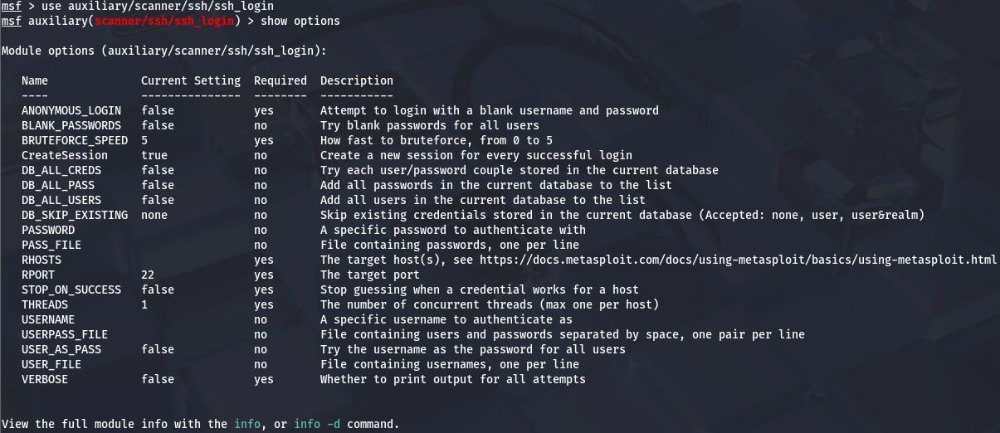 msf > use auxiliary/scanner/ssh/ssh_login
msf auxiliary(scanner/ssh/ssh_login) > show options
Module options (auxiliary/scanner/ssh/ssh_login):
Name Current Setting Required Description
---- --------------- -------- -----------
ANONYMOUS_LOGIN false yes Attempt to login with a blank username and password
BLANK_PASSWORDS false no Try blank passwords for all users
BRUTEFORCE_SPEED 5 yes How fast to bruteforce, from 0 to 5
CreateSession true no Create a new session for every successful login
DB_ALL_CREDS false no Try each user/password couple stored in the current database
DB_ALL_PASS false no Add all passwords in the current database to the list
DB_ALL_USERS false no Add all users in the current database to the list
DB_SKIP_EXISTING none no Skip existing credentials stored in the current database (Accepted: none, user, user&realm)
PASSWORD no A specific password to authenticate with
PASS_FILE no File containing passwords, one per line
RHOSTS yes The target host(s), see https://docs.metasploit.com/docs/using-metasploit/basics/using-metasploit.html
RPORT 22 yes The target port
STOP_ON_SUCCESS false yes Stop guessing when a credential works for a host
THREADS 1 yes The number of concurrent threads (max one per host)
USERNAME no A specific username to authenticate as
USERPASS_FILE no File containing users and passwords separated by space, one pair per line
USER_AS_PASS false no Try the username as the password for all users
USER_FILE no File containing usernames, one per line
VERBOSE false yes Whether to print output for all attempts
View the full module info with the info, or info -d command.